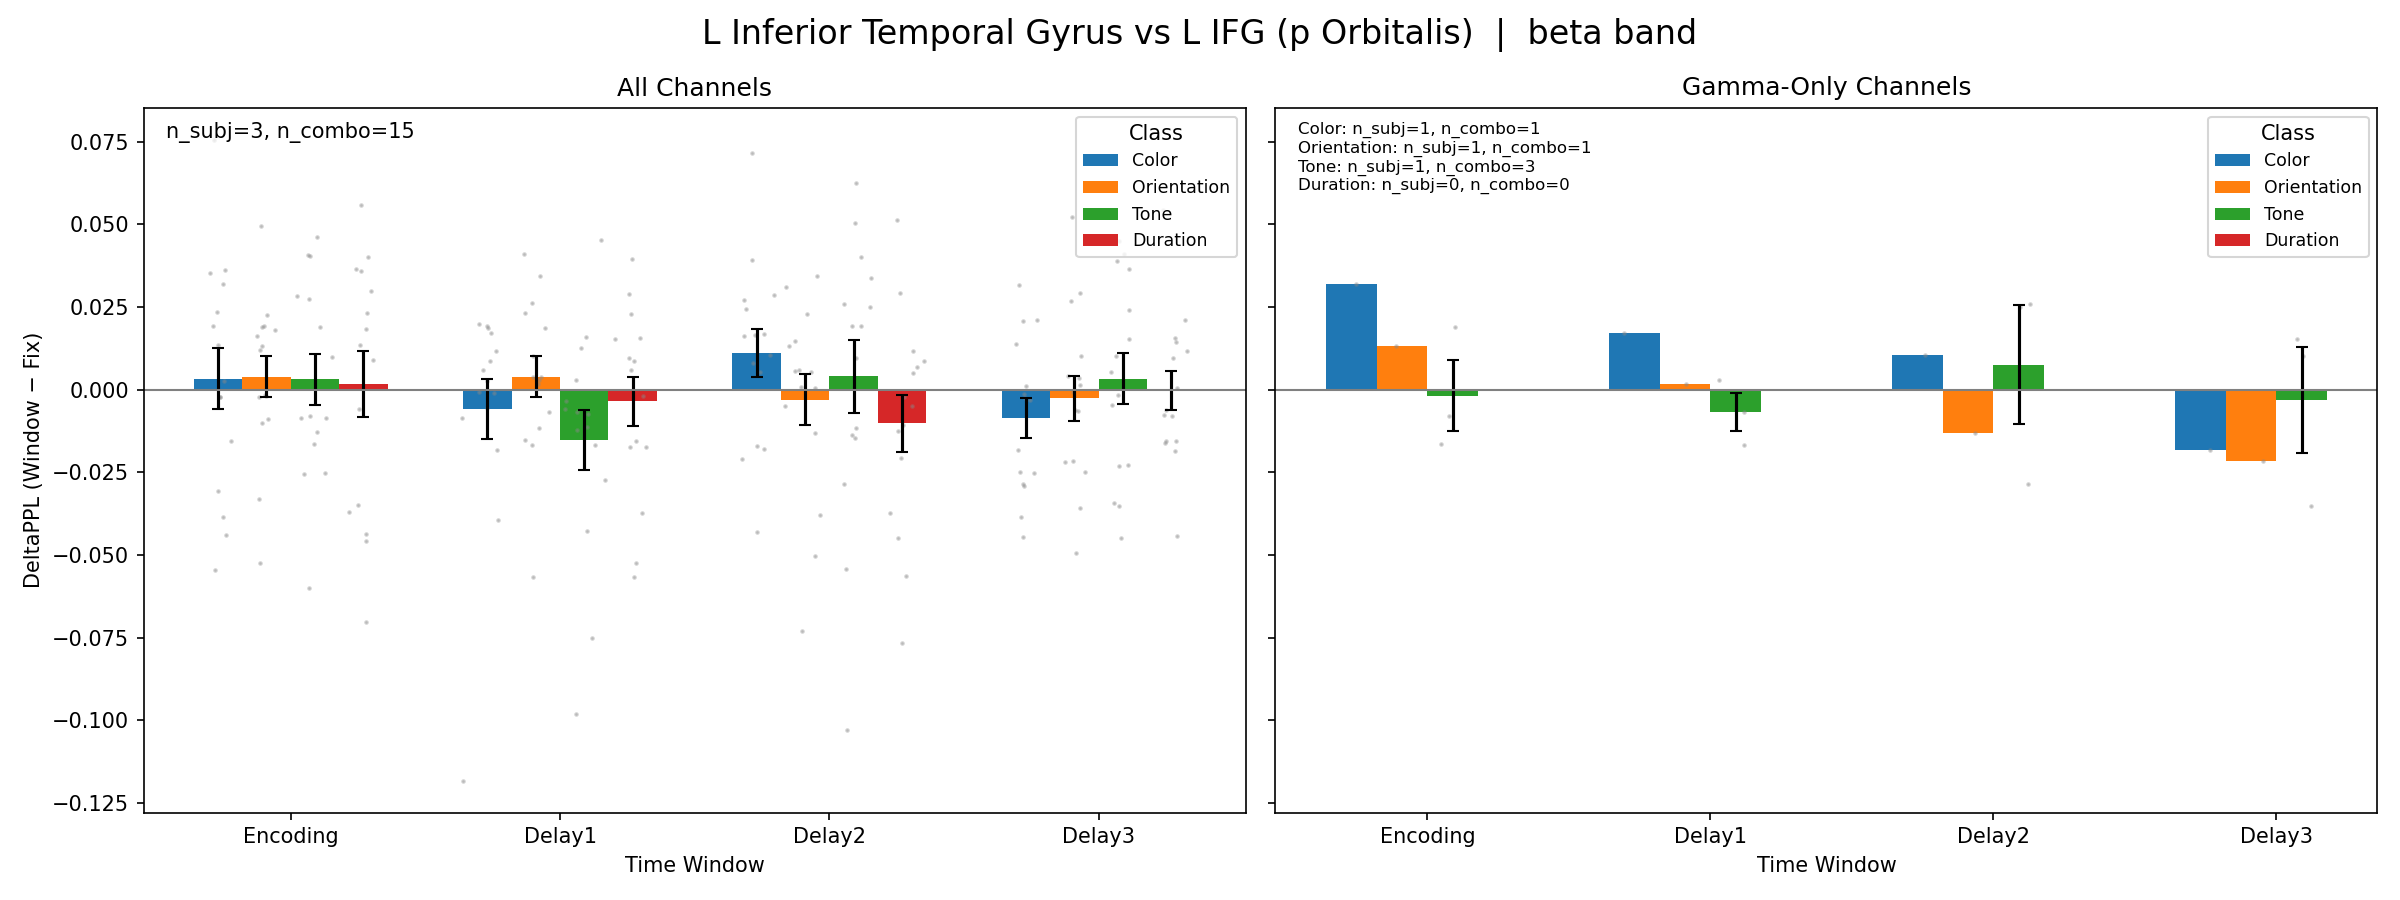 L Inferior Temporal Gyrus vs L IFG (p Orbitalis)  |  beta band
All Channels
n_subj=3, n_combo=15
Class
Color
Orientation
Tone
Duration
DeltaPPL (Window − Fix)
0.075
0.050
0.025
0.000
−0.025
−0.050
−0.075
−0.100
−0.125
Encoding
Delay1
Delay2
Delay3
Time Window
Gamma-Only Channels
Color: n_subj=1, n_combo=1
Orientation: n_subj=1, n_combo=1
Tone: n_subj=1, n_combo=3
Duration: n_subj=0, n_combo=0
Class
Color
Orientation
Tone
Duration
Encoding
Delay1
Delay2
Delay3
Time Window